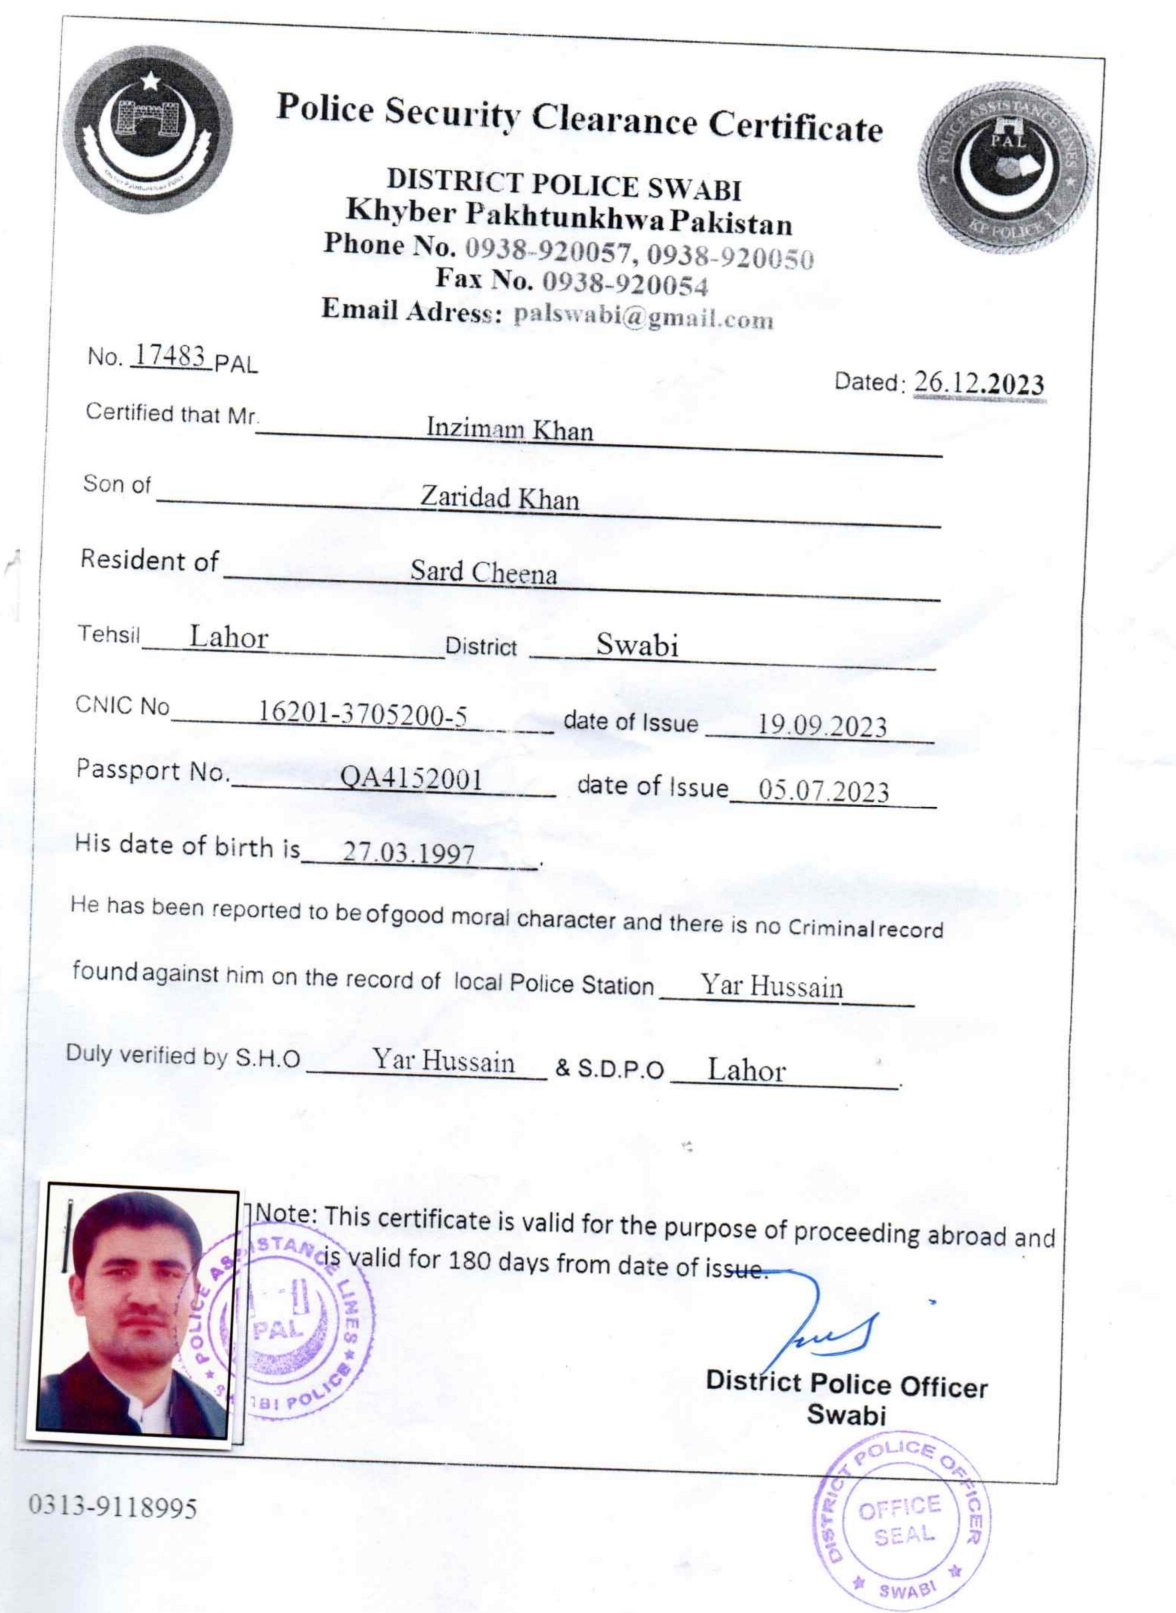 Police Security Clearance Certificate
DISTRICT POLICE SWABI
Khyber Pakhtunkhwa Pakistan
Phone No. 0938-920057, 0938-920050
Fax No. 0938-920054
Email Adress: palswabi@gmail.com
Khyber Pakhtunkhwa Police
POLICE ASSISTANCE LINES
PAL
KP POLICE
No. 17483 PAL
Dated: 26.12.2023
Certified that Mr. Inzimam Khan
Son of Zaridad Khan
Resident of Sard Cheena
Tehsil Lahor District Swabi
CNIC No 16201-3705200-5 date of Issue 19.09.2023
Passport No. QA4152001 date of Issue 05.07.2023
His date of birth is 27.03.1997.
He has been reported to be of good moral character and there is no Criminal record
found against him on the record of local Police Station Yar Hussain
Duly verified by S.H.O Yar Hussain & S.D.P.O Lahor.
Note: This certificate is valid for the purpose of proceeding abroad and
is valid for 180 days from date of issue.
POLICE ASSISTANCE LINES
PAL
POLICE
District Police Officer
Swabi
DISTRICT POLICE OFFICER
OFFICE
SEAL
SWABI
0313-9118995